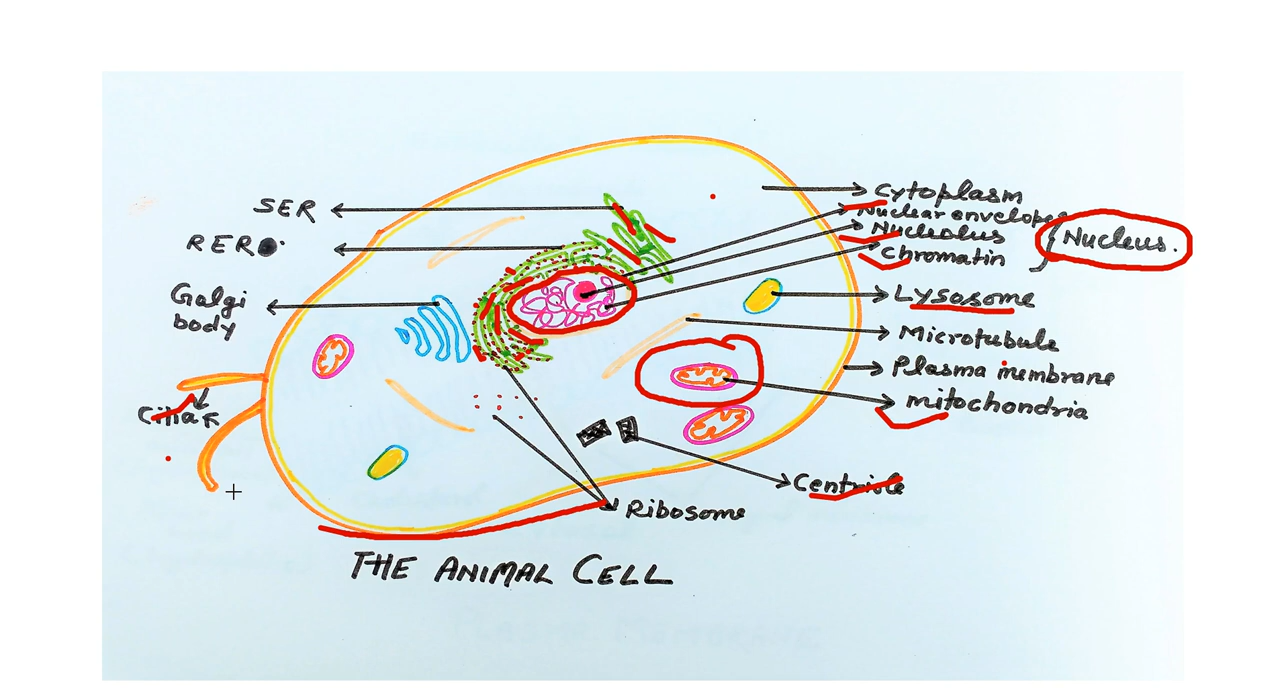 SER
RER
Golgi
body
Cilia
Cytoplasm
Nuclear envelope
Nucleolus
Chromatin
Nucleus.
Lysosome
Microtubule
Plasma membrane
mitochondria
Centriole
Ribosome
THE ANIMAL CELL